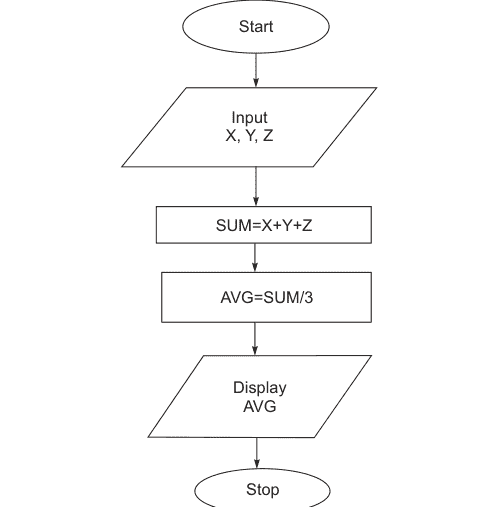 Start
Input
X, Y, Z
SUM=X+Y+Z
AVG=SUM/3
Display
AVG
Stop